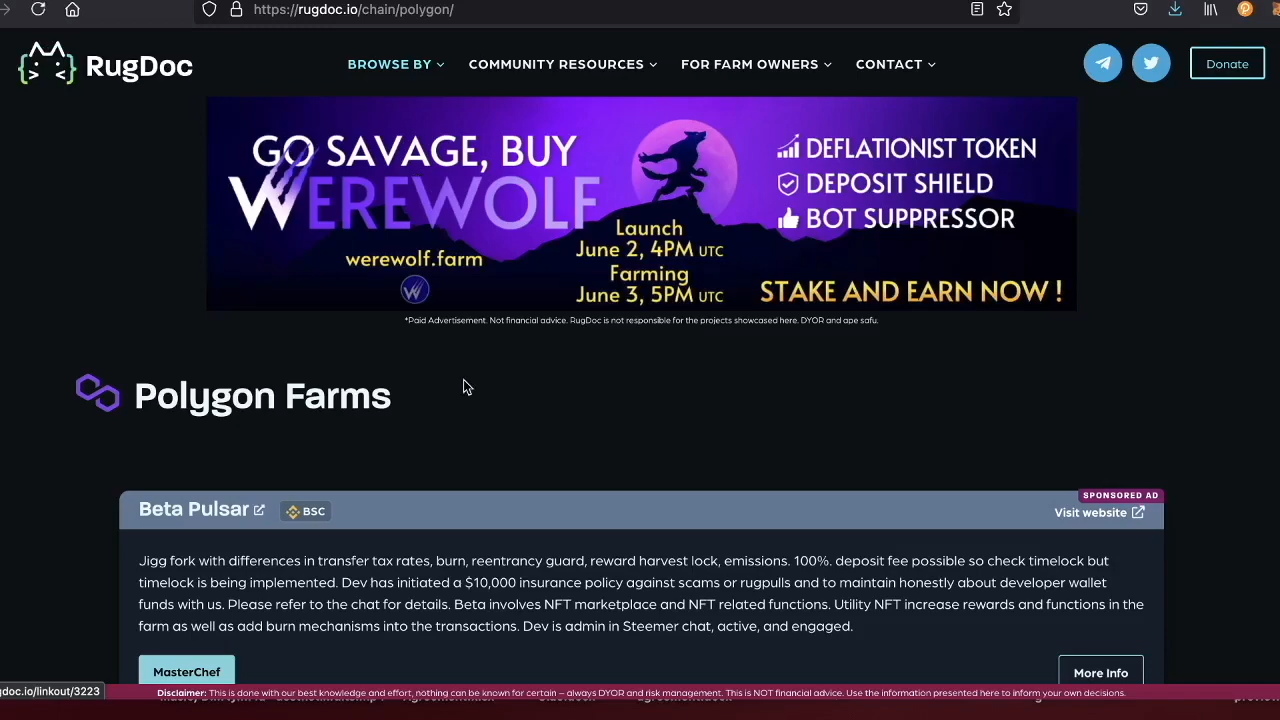 https://rugdoc.io/chain/polygon/
RugDoc
BROWSE BY
COMMUNITY RESOURCES
FOR FARM OWNERS
CONTACT
Donate
GO SAVAGE, BUY
WEREWOLF
werewolf.farm
Launch
June 2, 4PM UTC
Farming
June 3, 5PM UTC
DEFLATIONIST TOKEN
DEPOSIT SHIELD
BOT SUPPRESSOR
STAKE AND EARN NOW !
*Paid Advertisement. Not financial advice. RugDoc is not responsible for the projects showcased here. DYOR and ape safu.
Polygon Farms
SPONSORED AD
Beta Pulsar
BSC
Visit website
Jigg fork with differences in transfer tax rates, burn, reentrancy guard, reward harvest lock, emissions. 100%. deposit fee possible so check timelock but
timelock is being implemented. Dev has initiated a $10,000 insurance policy against scams or rugpulls and to maintain honestly about developer wallet
funds with us. Please refer to the chat for details. Beta involves NFT marketplace and NFT related functions. Utility NFT increase rewards and functions in the
farm as well as add burn mechanisms into the transactions. Dev is admin in Steemer chat, active, and engaged.
MasterChef
More Info
gdoc.io/linkout/3223
Disclaimer: This is done with our best knowledge and effort, nothing can be known for certain – always DYOR and risk management. This is NOT financial advice. Use the information presented here to inform your own decisions.